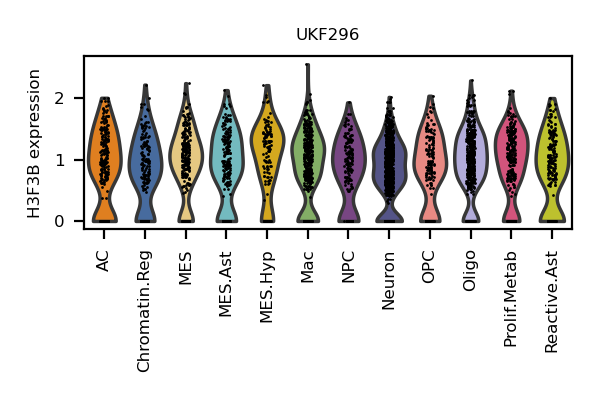 UKF296
H3F3B expression
2
1
0
AC
Chromatin.Reg
MES
MES.Ast
MES.Hyp
Mac
NPC
Neuron
OPC
Oligo
Prolif.Metab
Reactive.Ast